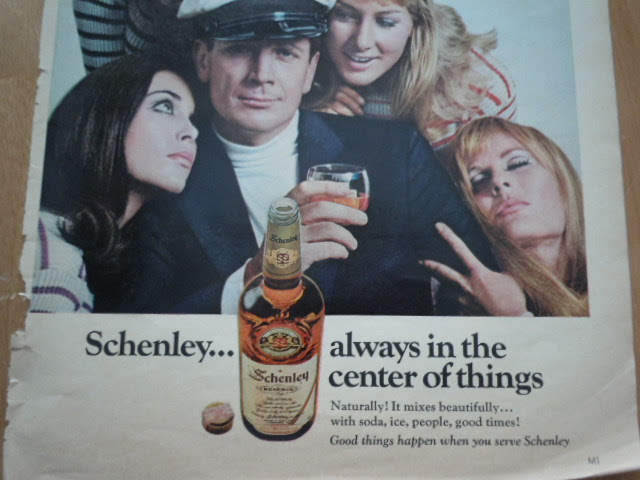 Schenley
Schenley... always in the
center of things
Schenley
RESERVE
Naturally! It mixes beautifully...
with soda, ice, people, good times!
Good things happen when you serve Schenley